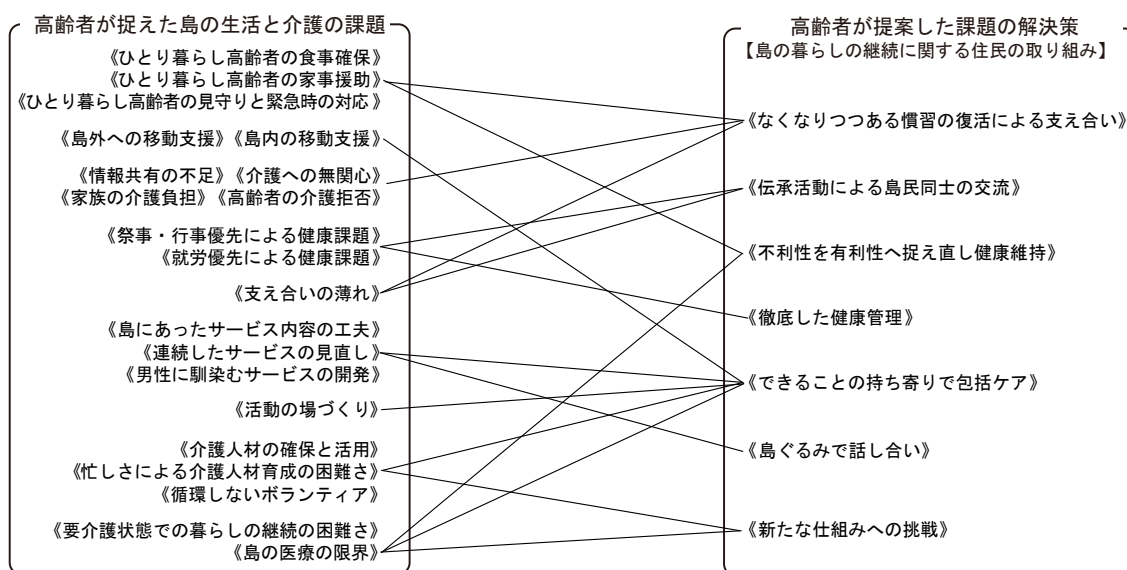 高齢者が捉えた島の生活と介護の課題
《ひとり暮らし高齢者の食事確保》
《ひとり暮らし高齢者の家事援助》
《ひとり暮らし高齢者の見守りと緊急時の対応》
《島外への移動支援》《島内の移動支援》
《情報共有の不足》《介護への無関心》
《家族の介護負担》《高齢者の介護拒否》
《祭事・行事優先による健康課題》
《就労優先による健康課題》
《支え合いの薄れ》
《島にあったサービス内容の工夫》
《連続したサービスの見直し》
《男性に馴染むサービスの開発》
《活動の場づくり》
《介護人材の確保と活用》
《忙しさによる介護人材育成の困難さ》
《循環しないボランティア》
《要介護状態での暮らしの継続の困難さ》
《島の医療の限界》
高齢者が提案した課題の解決策
【島の暮らしの継続に関する住民の取り組み】
《なくなりつつある慣習の復活による支え合い》
《伝承活動による島民同士の交流》
《不利性を有利性へ捉え直し健康維持》
《徹底した健康管理》
《できることの持ち寄りで包括ケア》
《島ぐるみで話し合い》
《新たな仕組みへの挑戦》